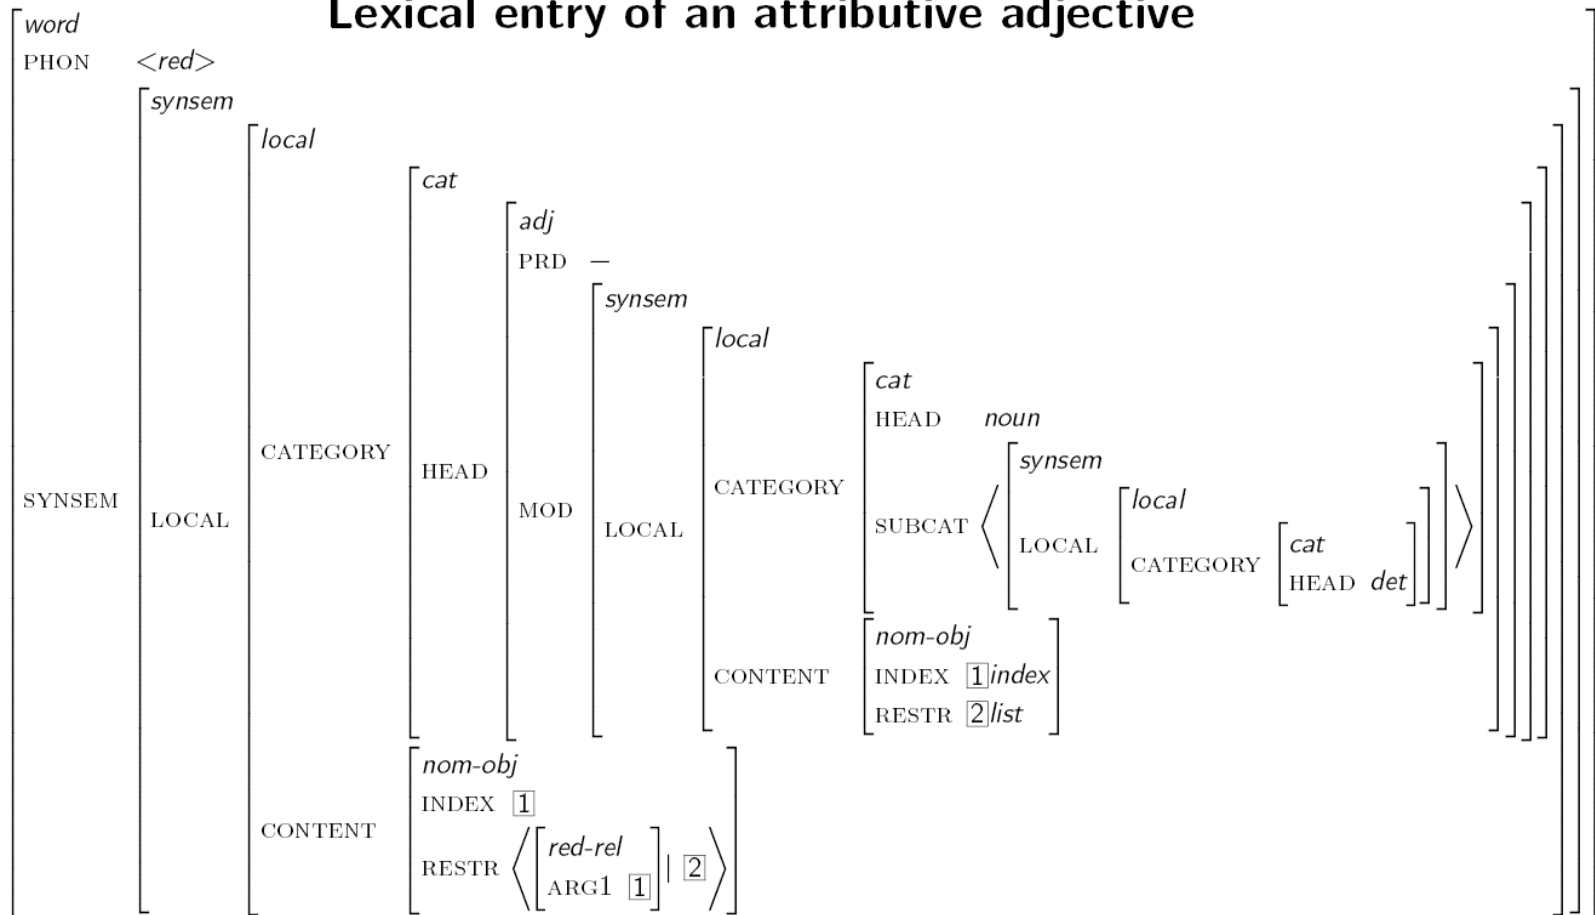 Lexical entry of an attributive adjective
word
PHON <red>
synsem
local
cat
adj
PRD –
synsem
local
cat
HEAD noun
synsem
local
cat
HEAD det
CATEGORY
LOCAL
SUBCAT
CATEGORY
LOCAL
MOD
HEAD
CATEGORY
LOCAL
SYNSEM
nom-obj
INDEX 1 index
RESTR 2 list
CONTENT
nom-obj
INDEX 1
RESTR ⟨[red-rel
ARG1 1] | 2⟩
CONTENT